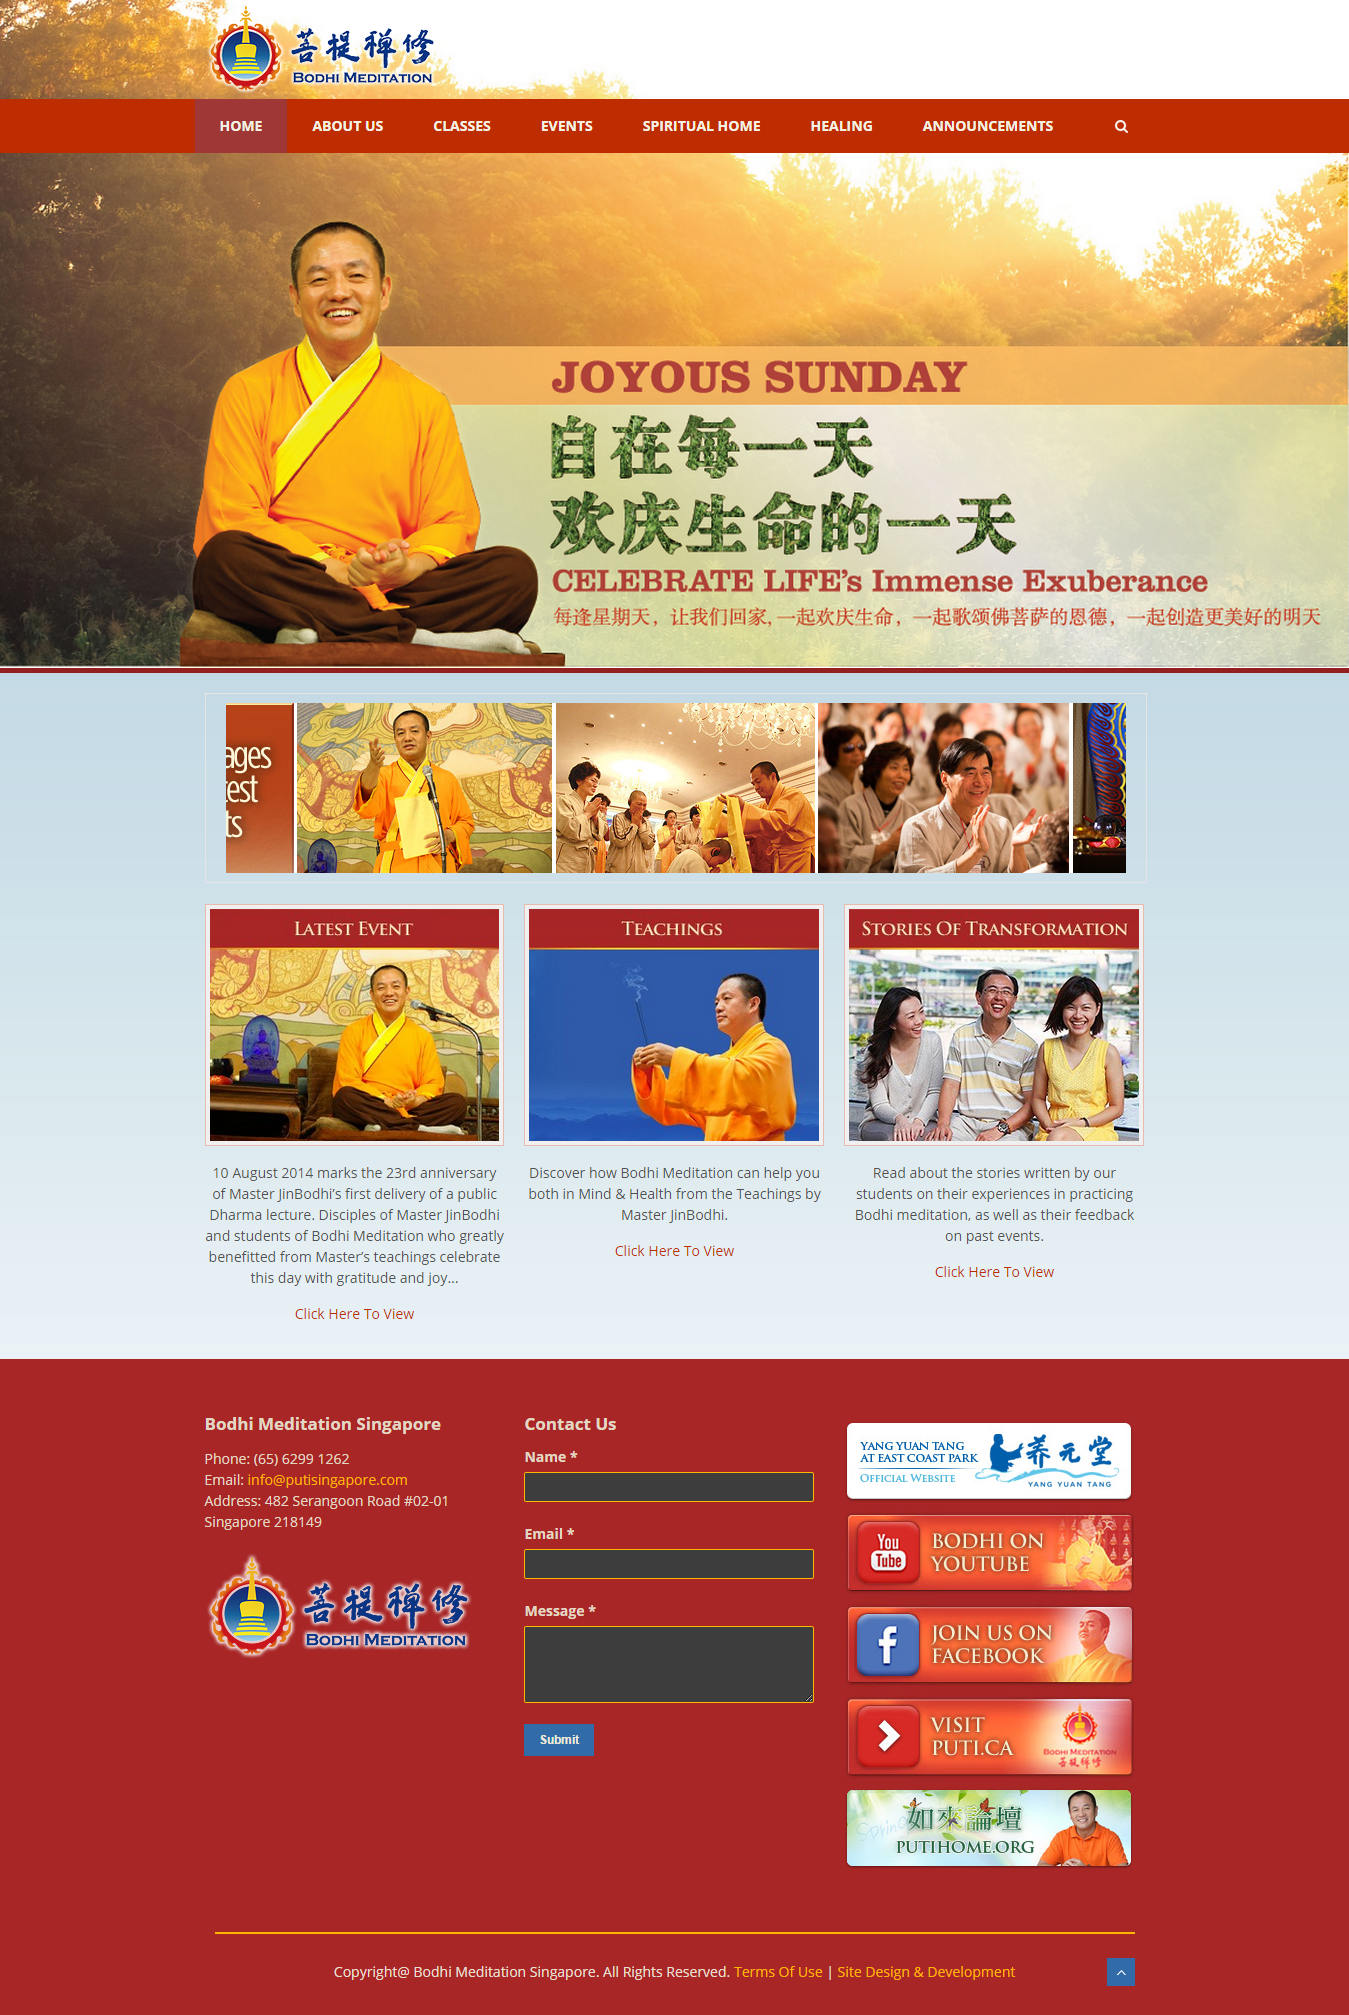 菩提禅修
BODHI MEDITATION
HOME ABOUT US CLASSES EVENTS SPIRITUAL HOME HEALING ANNOUNCEMENTS
JOYOUS SUNDAY
自在每一天
欢庆生命的一天
CELEBRATE LIFE's Immense Exuberance
每逢星期天，让我们回家, 一起欢庆生命，一起歌颂佛菩萨的恩德，一起创造更美好的明天
ages
est
ts
LATEST EVENT
10 August 2014 marks the 23rd anniversary
of Master JinBodhi’s first delivery of a public
Dharma lecture. Disciples of Master JinBodhi
and students of Bodhi Meditation who greatly
benefitted from Master’s teachings celebrate
this day with gratitude and joy...
Click Here To View
TEACHINGS
Discover how Bodhi Meditation can help you
both in Mind & Health from the Teachings by
Master JinBodhi.
Click Here To View
STORIES OF TRANSFORMATION
Read about the stories written by our
students on their experiences in practicing
Bodhi meditation, as well as their feedback
on past events.
Click Here To View
Bodhi Meditation Singapore
Phone: (65) 6299 1262
Email: info@putisingapore.com
Address: 482 Serangoon Road #02-01
Singapore 218149
菩提禅修
BODHI MEDITATION
Contact Us
Name *
Email *
Message *
Submit
YANG YUAN TANG
AT EAST COAST PARK
OFFICIAL WEBSITE
养元堂
YANG YUAN TANG
You
Tube
BODHI ON
YOUTUBE
f
JOIN US ON
FACEBOOK
VISIT
PUTI.CA
BODHI MEDITATION
菩提禅修
Spring
如來論壇
PUTIHOME.ORG
Copyright@ Bodhi Meditation Singapore. All Rights Reserved. Terms Of Use | Site Design & Development